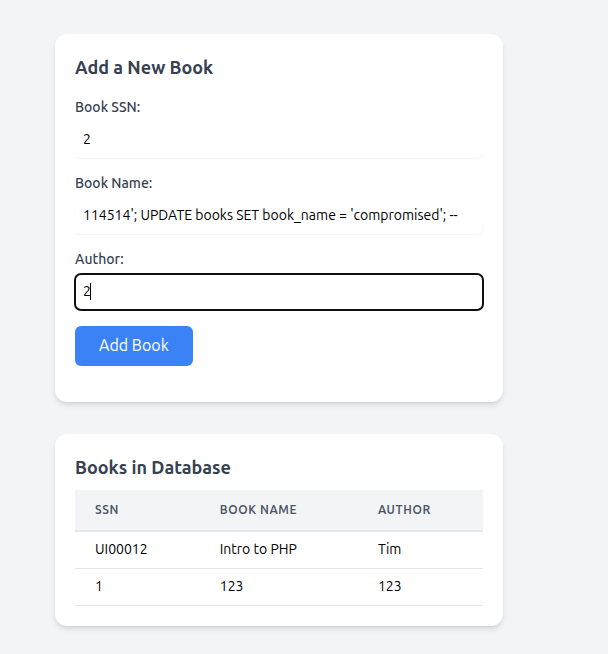 Add a New Book
Book SSN:
2
Book Name:
114514'; UPDATE books SET book_name = 'compromised'; --
Author:
2
Add Book
Books in Database
SSN BOOK NAME AUTHOR
UI00012 Intro to PHP Tim
1 123 123